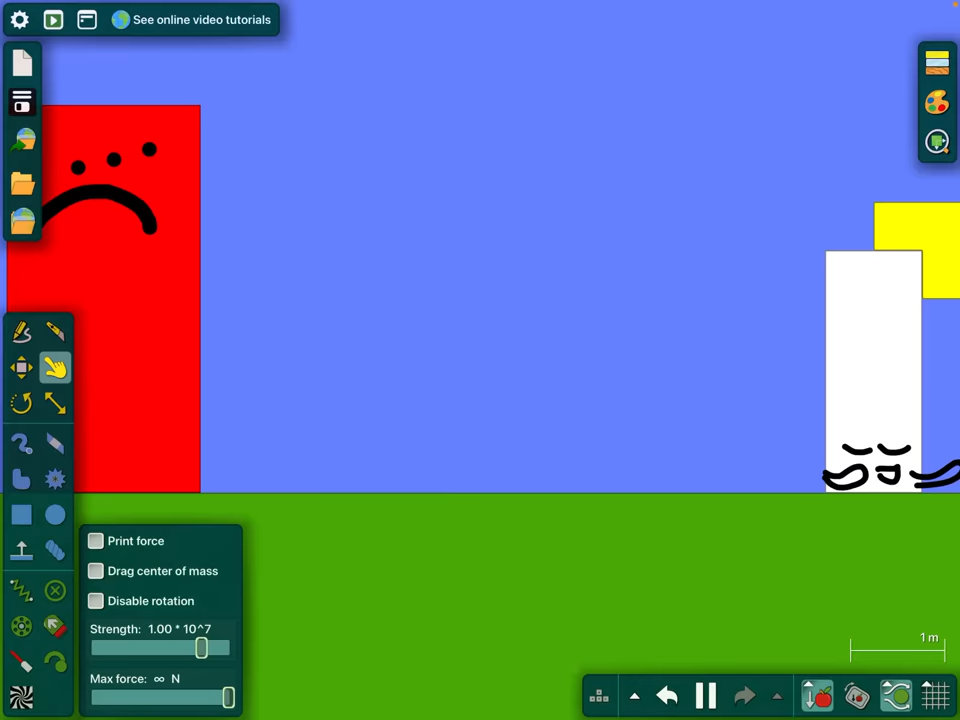 See online video tutorials
Print force
Drag center of mass
Disable rotation
Strength: 1.00 * 10^7
Max force: ∞ N
1 m